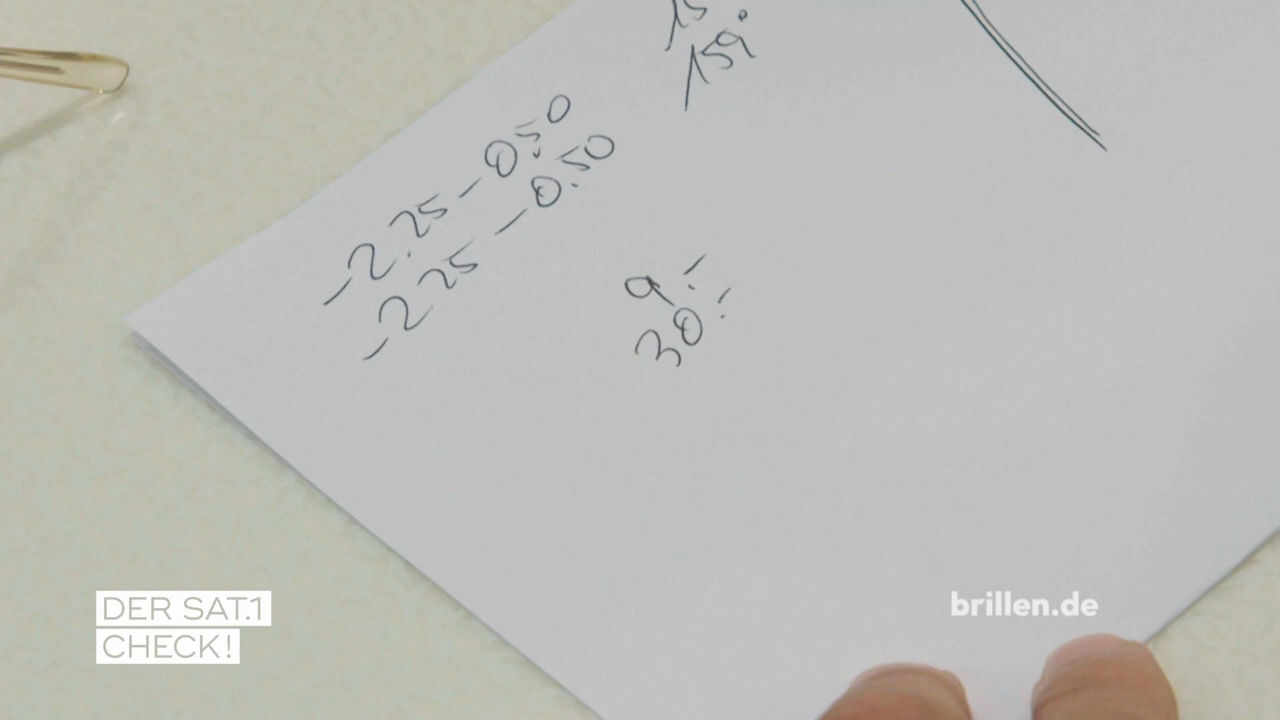 159.
-2.25 -0.50
-2.25 -0.50
9.-
30.-
DER SAT.1
CHECK!
brillen.de